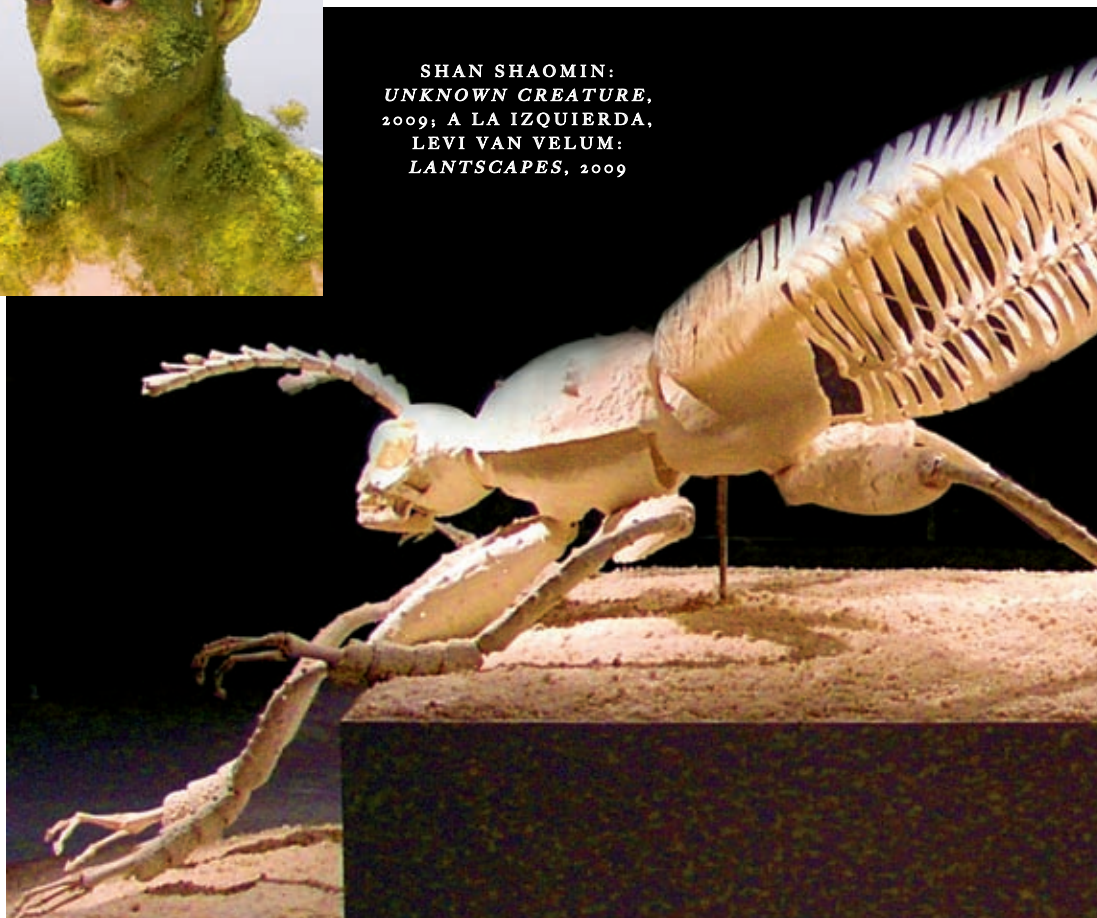 SHAN SHAOMIN:
UNKNOWN CREATURE,
2009; A LA IZQUIERDA,
LEVI VAN VELUM:
LANTSCAPES, 2009